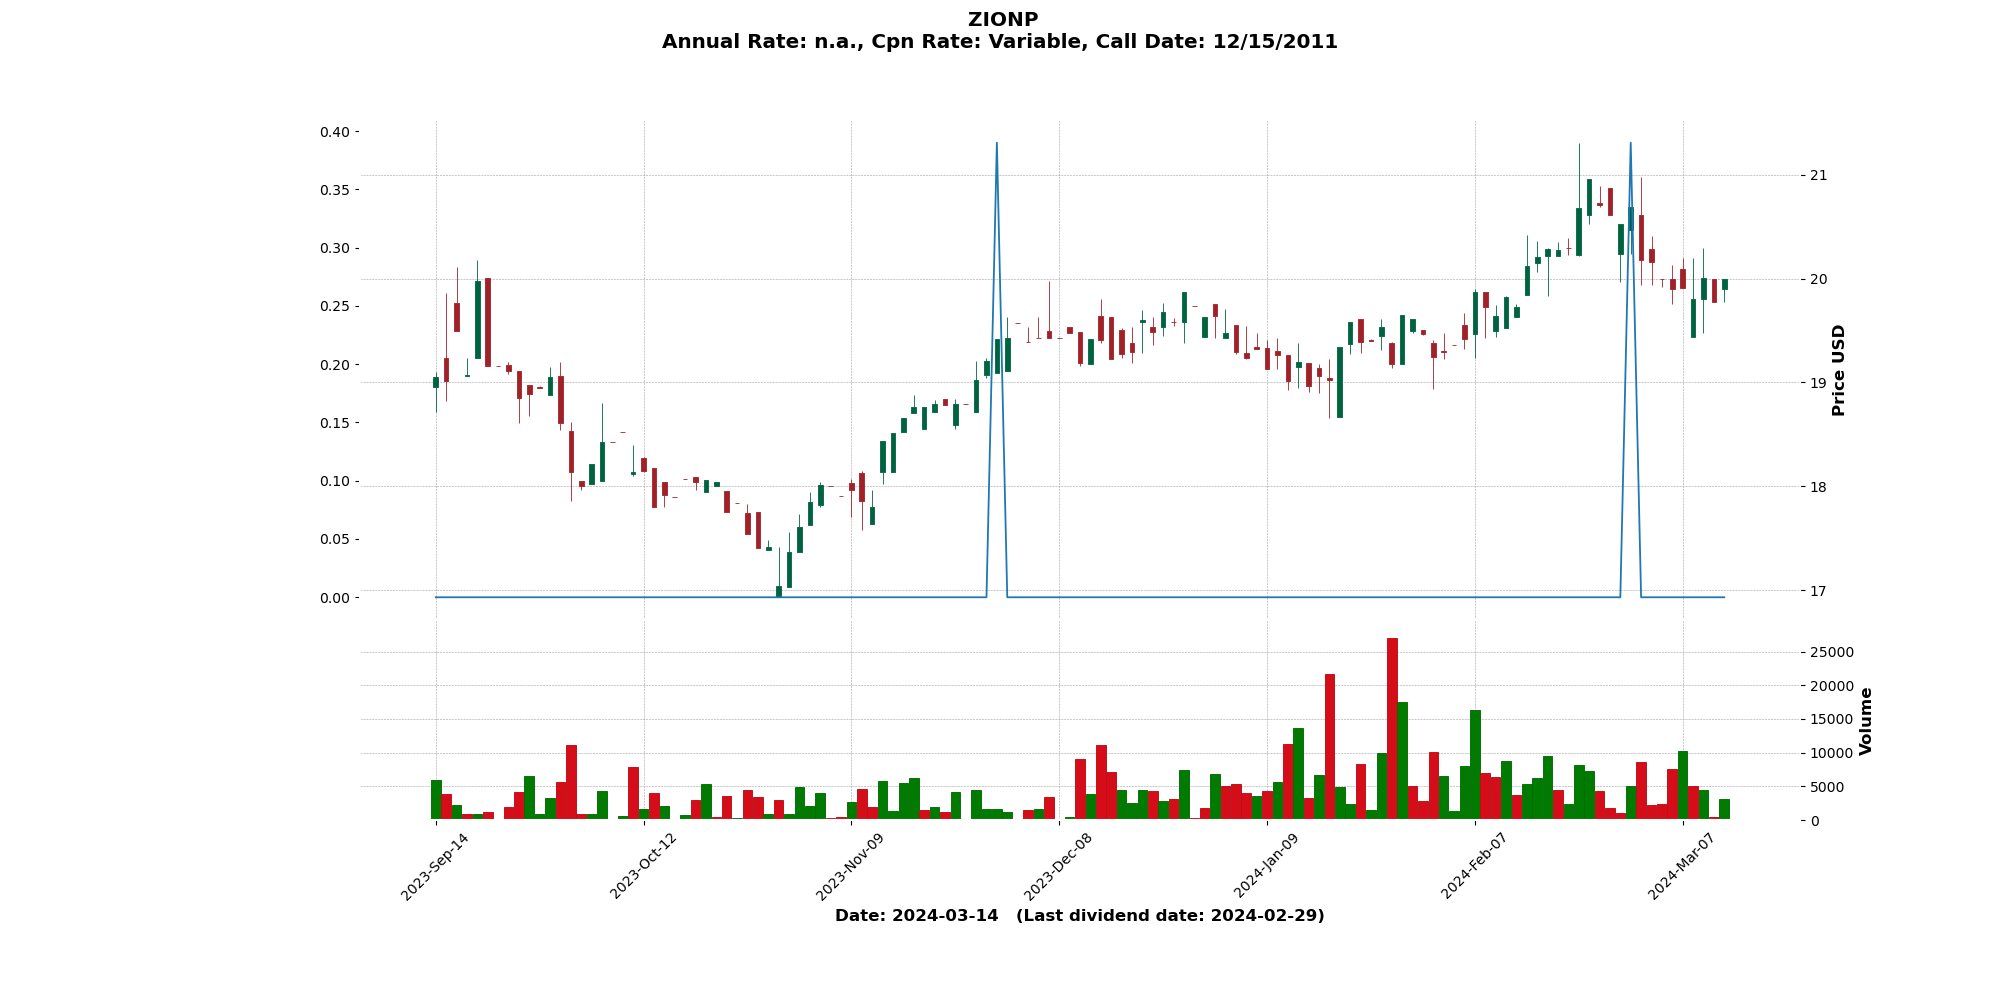 ZIONP
Annual Rate: n.a., Cpn Rate: Variable, Call Date: 12/15/2011
0.40
0.35
0.30
0.25
0.20
0.15
0.10
0.05
0.00
21
20
19
18
17
Price USD
25000
20000
15000
10000
5000
0
Volume
2023-Sep-14
2023-Oct-12
2023-Nov-09
2023-Dec-08
2024-Jan-09
2024-Feb-07
2024-Mar-07
Date: 2024-03-14   (Last dividend date: 2024-02-29)